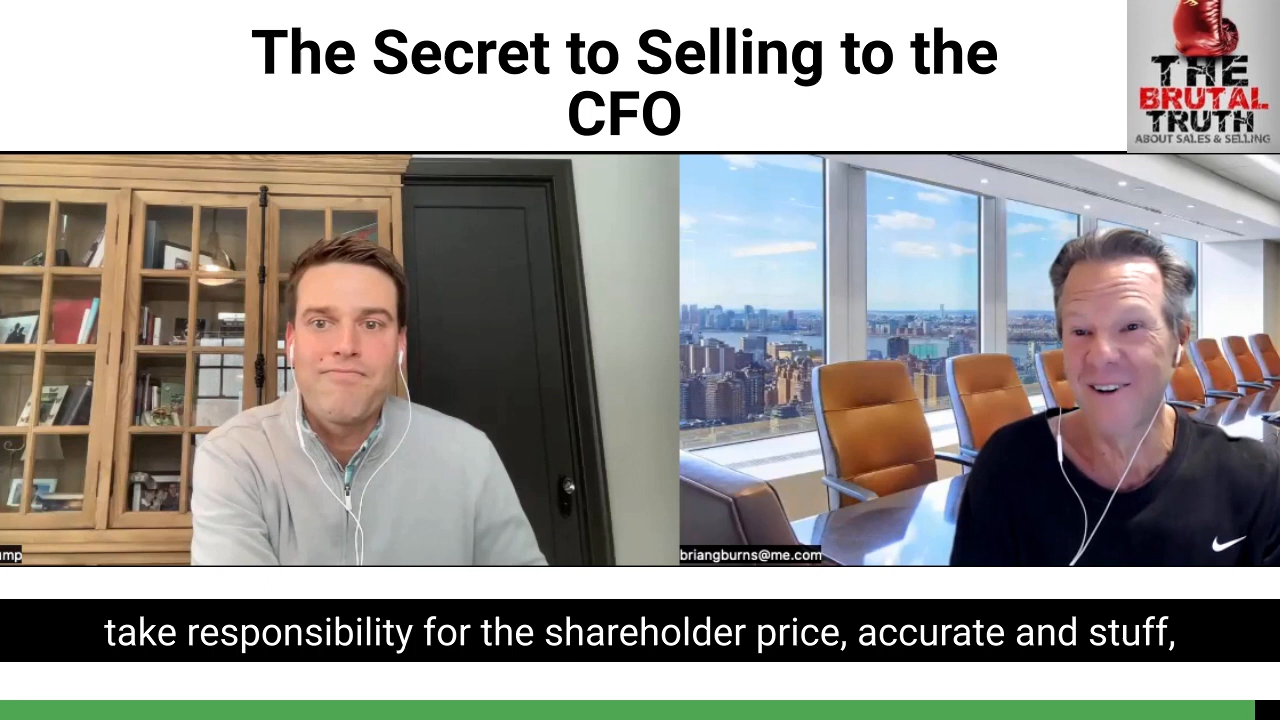 The Secret to Selling to the
CFO
THE
BRUTAL
TRUTH
ABOUT SALES & SELLING
ump
briangburns@me.com
take responsibility for the shareholder price, accurate and stuff,